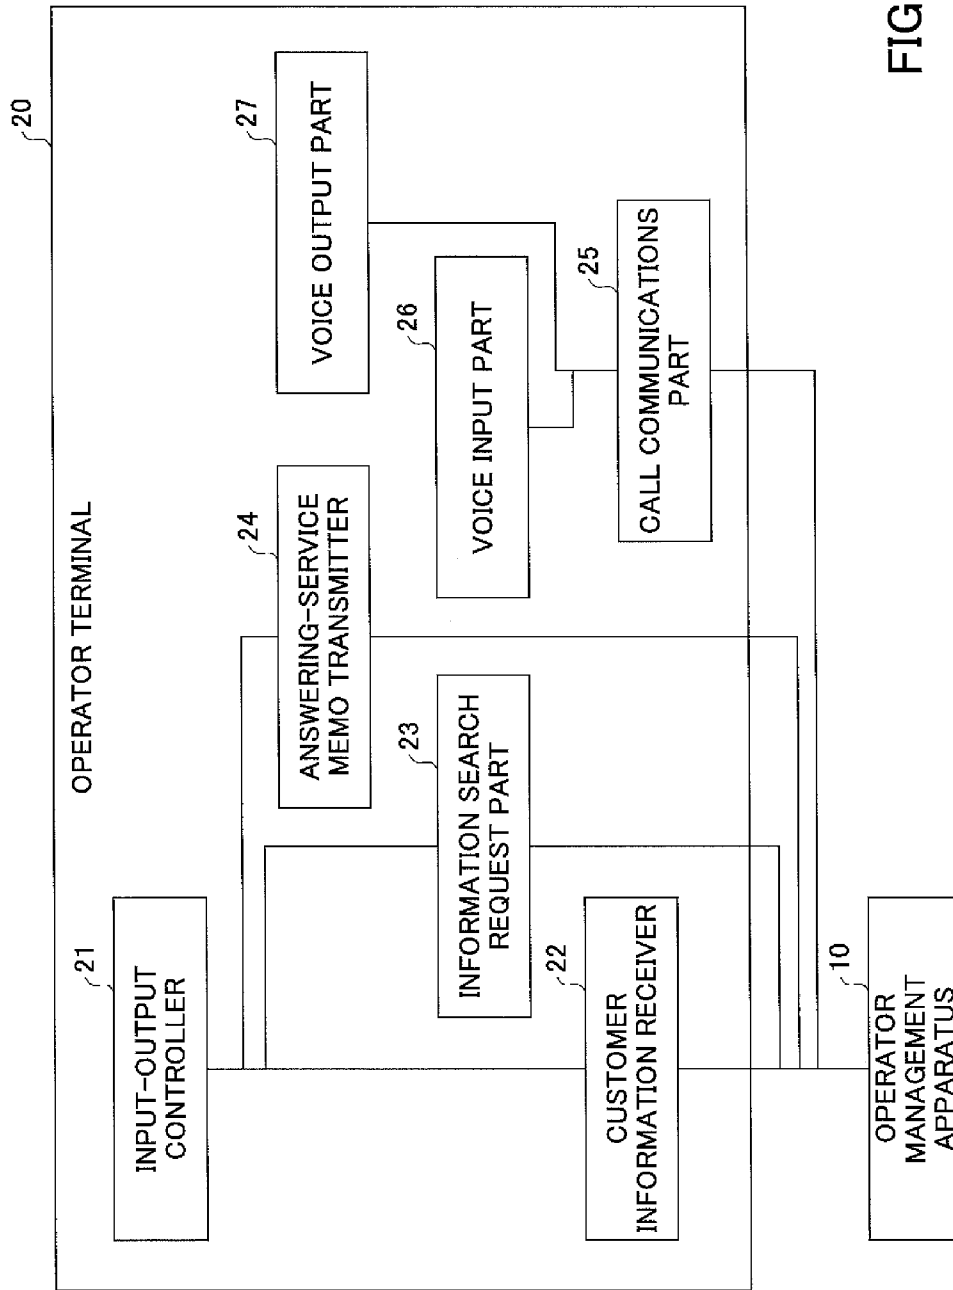 20
OPERATOR TERMINAL
21
INPUT-OUTPUT
CONTROLLER
24
ANSWERING-SERVICE
MEMO TRANSMITTER
27
VOICE OUTPUT PART
23
INFORMATION SEARCH
REQUEST PART
26
VOICE INPUT PART
22
CUSTOMER
INFORMATION RECEIVER
25
CALL COMMUNICATIONS
PART
10
OPERATOR
MANAGEMENT
APPARATUS
FIG